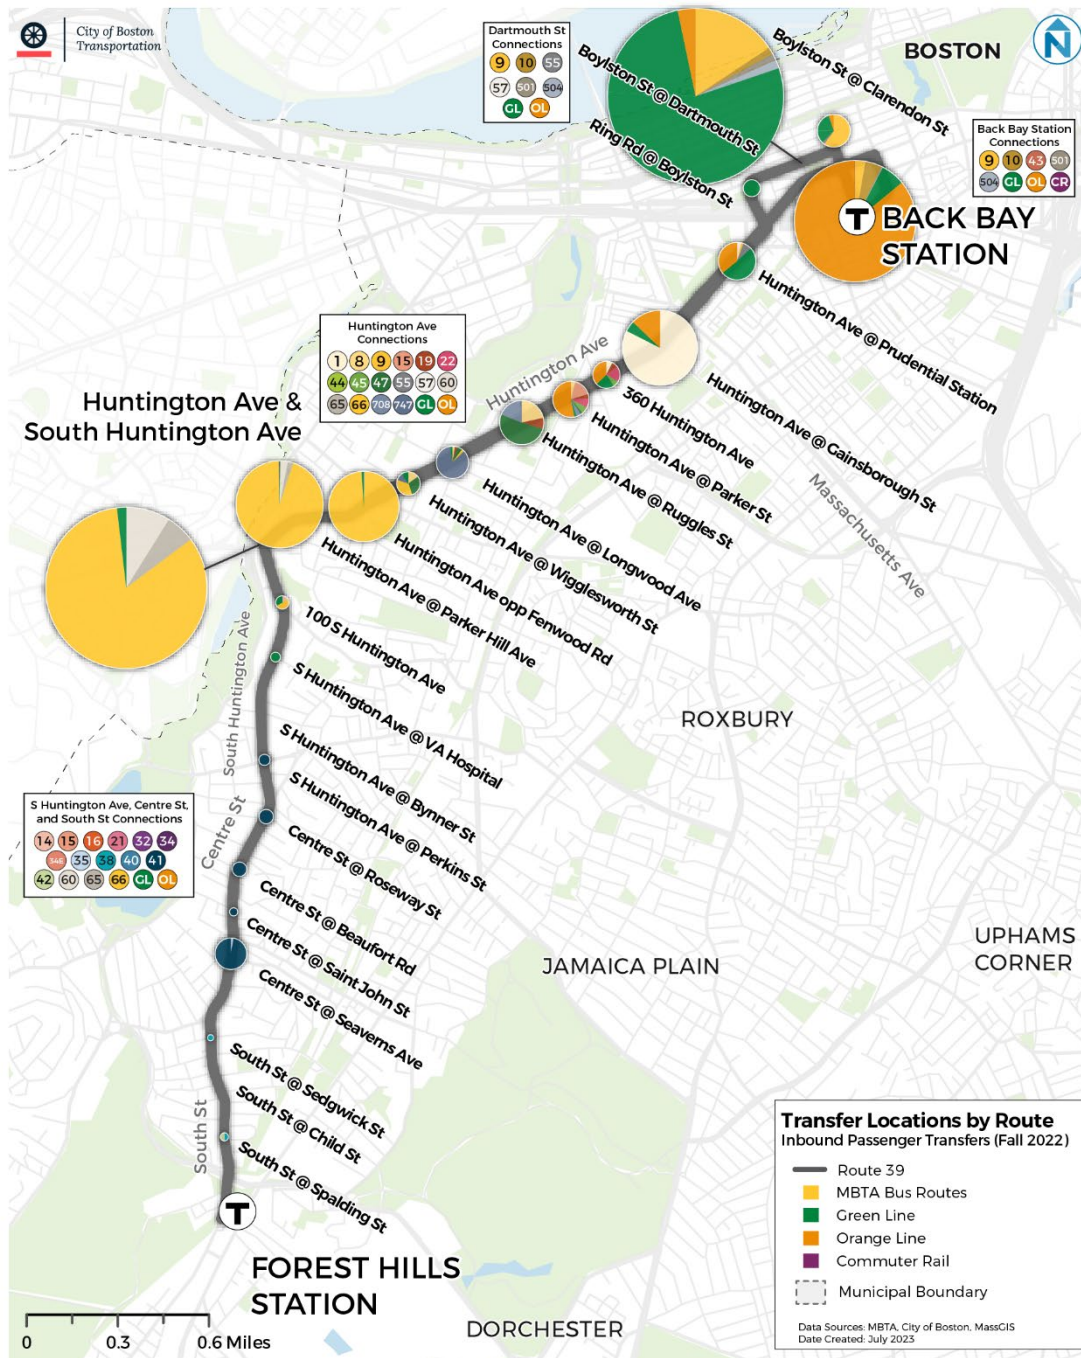 City of Boston
Transportation
Dartmouth St
Connections
9 10 55
57 501 504
GL OL
BOSTON
N
Boylston St @ Clarendon St
Boylston St @ Dartmouth St
Ring Rd @ Boylston St
Back Bay Station
Connections
9 10 43 501
504 GL OL CR
T BACK BAY
STATION
Huntington Ave @ Prudential Station
Huntington Ave
Connections
1 8 9 15 19 22
44 45 47 55 57 60
65 66 708 747 GL OL
Huntington Ave
Huntington Ave @ Gainsborough St
360 Huntington Ave
Huntington Ave @ Parker St
Huntington Ave @ Ruggles St
Massachusetts Ave
Huntington Ave &
South Huntington Ave
Huntington Ave @ Longwood Ave
Huntington Ave @ Wigglesworth St
Huntington Ave opp Fenwood Rd
Huntington Ave @ Parker Hill Ave
100 S Huntington Ave
S Huntington Ave @ VA Hospital
South Huntington Ave
ROXBURY
S Huntington Ave @ Bynner St
S Huntington Ave @ Perkins St
S Huntington Ave, Centre St,
and South St Connections
14 15 16 21 32 34
34E 35 38 40 41
42 60 65 66 GL OL
Centre St
Centre St @ Roseway St
Centre St @ Beaufort Rd
Centre St @ Saint John St
Centre St @ Seaverns Ave
JAMAICA PLAIN
UPHAMS
CORNER
South St @ Sedgwick St
South St @ Child St
South St @ Spalding St
South St
T
FOREST HILLS
STATION
DORCHESTER
0 0.3 0.6 Miles
Transfer Locations by Route
Inbound Passenger Transfers (Fall 2022)
Route 39
MBTA Bus Routes
Green Line
Orange Line
Commuter Rail
Municipal Boundary
Data Sources: MBTA, City of Boston, MassGIS
Date Created: July 2023